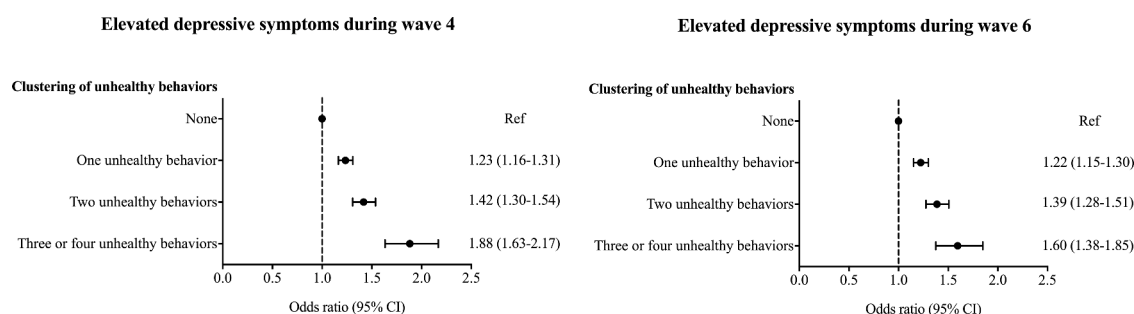 Elevated depressive symptoms during wave 4
Clustering of unhealthy behaviors
None Ref
One unhealthy behavior 1.23 (1.16-1.31)
Two unhealthy behaviors 1.42 (1.30-1.54)
Three or four unhealthy behaviors 1.88 (1.63-2.17)
0.0 0.5 1.0 1.5 2.0 2.5
Odds ratio (95% CI)
Elevated depressive symptoms during wave 6
Clustering of unhealthy behaviors
None Ref
One unhealthy behavior 1.22 (1.15-1.30)
Two unhealthy behaviors 1.39 (1.28-1.51)
Three or four unhealthy behaviors 1.60 (1.38-1.85)
0.0 0.5 1.0 1.5 2.0 2.5
Odds ratio (95% CI)